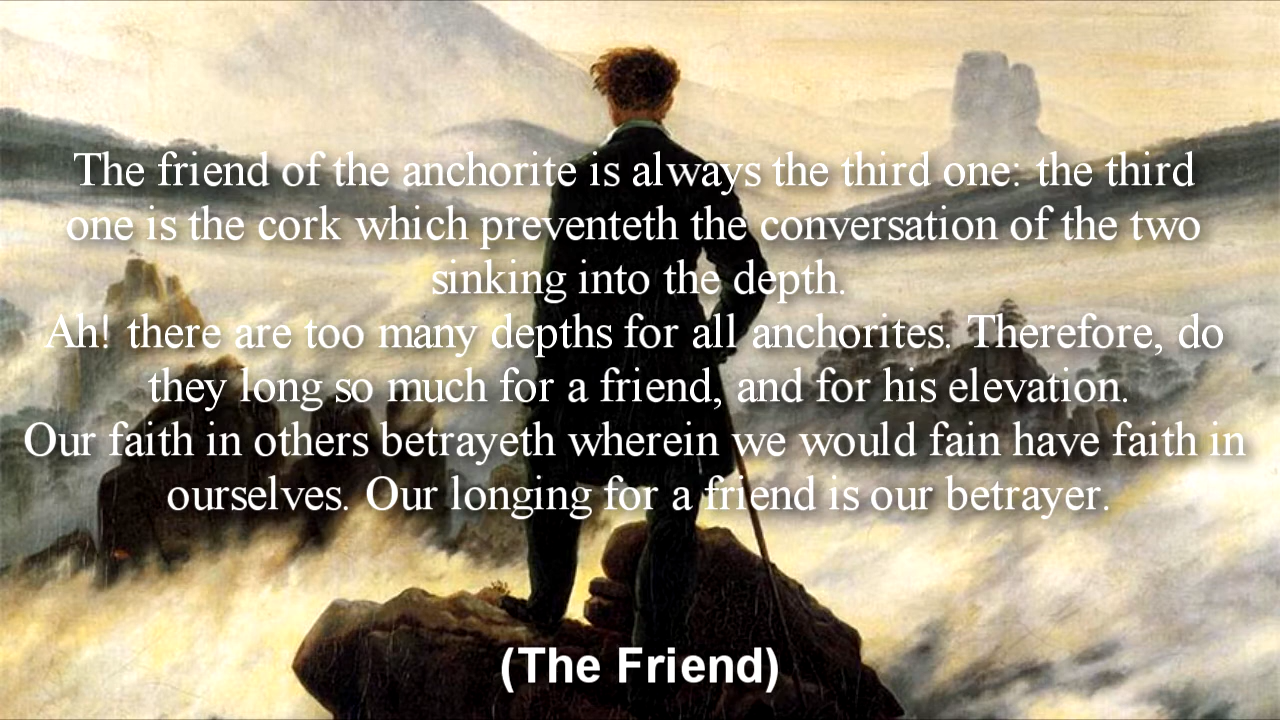 The friend of the anchorite is always the third one: the third
one is the cork which preventeth the conversation of the two
sinking into the depth.
Ah! there are too many depths for all anchorites. Therefore, do
they long so much for a friend, and for his elevation.
Our faith in others betrayeth wherein we would fain have faith in
ourselves. Our longing for a friend is our betrayer.
(The Friend)